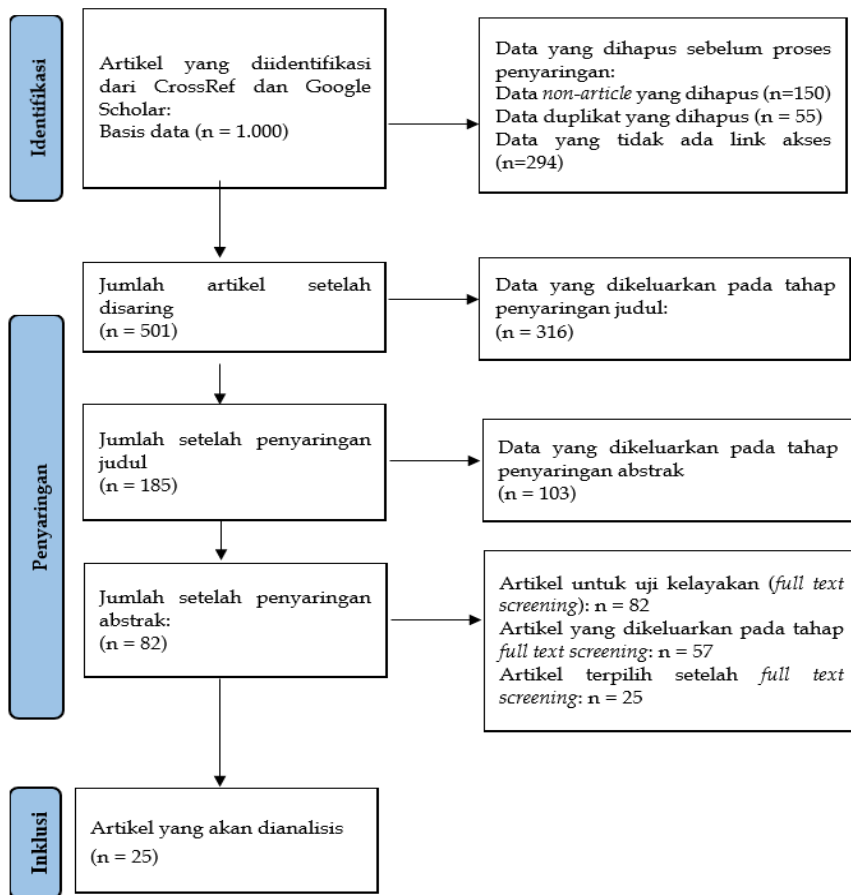 Identifikasi
Artikel yang diidentifikasi
dari CrossRef dan Google
Scholar:
Basis data (n = 1.000)
Data yang dihapus sebelum proses
penyaringan:
Data non-article yang dihapus (n=150)
Data duplikat yang dihapus (n = 55)
Data yang tidak ada link akses
(n=294)
Penyaringan
Jumlah artikel setelah
disaring
(n = 501)
Data yang dikeluarkan pada tahap
penyaringan judul:
(n = 316)
Jumlah setelah penyaringan
judul
(n = 185)
Data yang dikeluarkan pada tahap
penyaringan abstrak
(n = 103)
Jumlah setelah penyaringan
abstrak:
(n = 82)
Artikel untuk uji kelayakan (full text
screening): n = 82
Artikel yang dikeluarkan pada tahap
full text screening: n = 57
Artikel terpilih setelah full text
screening: n = 25
Inklusi
Artikel yang akan dianalisis
(n = 25)